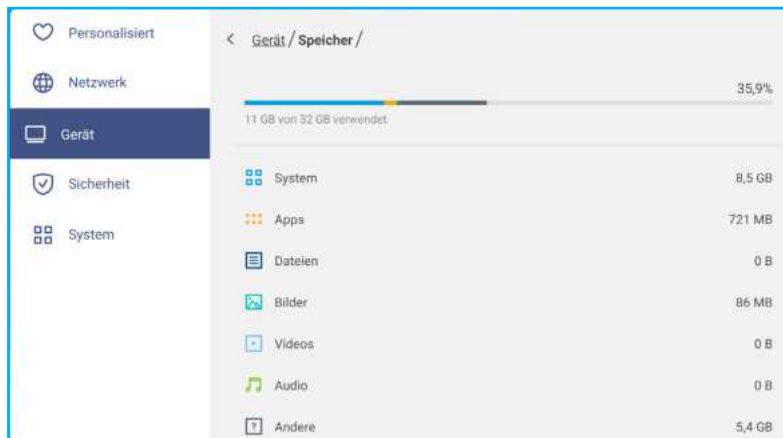 Personalisiert
Netzwerk
Gerät
Sicherheit
System
< Gerät / Speicher /
35,9%
11 GB von 32 GB verwendet
System 8,5 GB
Apps 721 MB
Dateien 0 B
Bilder 86 MB
Videos 0 B
Audio 0 B
Andere 5,4 GB